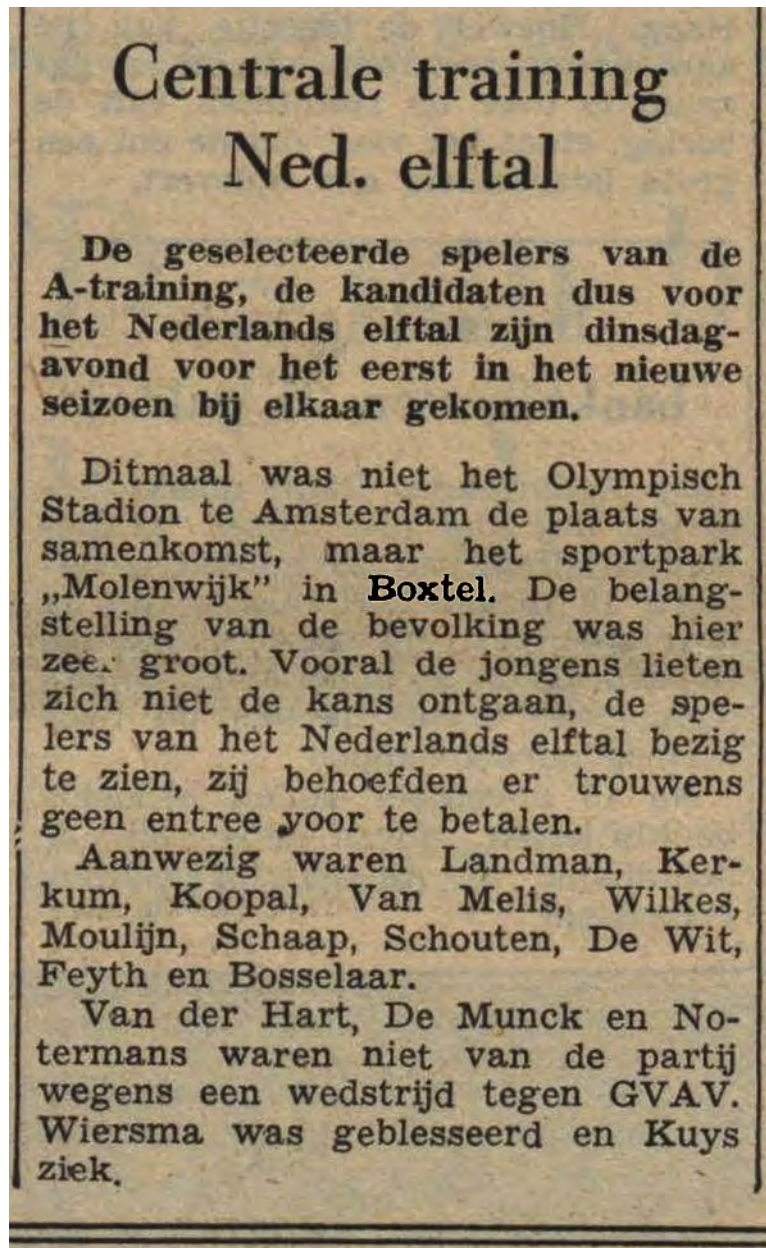 Centrale training
Ned. elftal
De geselecteerde spelers van de
A-training, de kandidaten dus voor
het Nederlands elftal zijn dinsdag-
avond voor het eerst in het nieuwe
seizoen bij elkaar gekomen.
Ditmaal was niet het Olympisch
Stadion te Amsterdam de plaats van
samenkomst, maar het sportpark
„Molenwijk” in Boxtel. De belang-
stelling van de bevolking was hier
zeer groot. Vooral de jongens lieten
zich niet de kans ontgaan, de spe-
lers van het Nederlands elftal bezig
te zien, zij behoefden er trouwens
geen entree voor te betalen.
Aanwezig waren Landman, Ker-
kum, Koopal, Van Melis, Wilkes,
Moulijn, Schaap, Schouten, De Wit,
Feyth en Bosselaar.
Van der Hart, De Munck en No-
termans waren niet van de partij
wegens een wedstrijd tegen GVAV.
Wiersma was geblesseerd en Kuys
ziek.